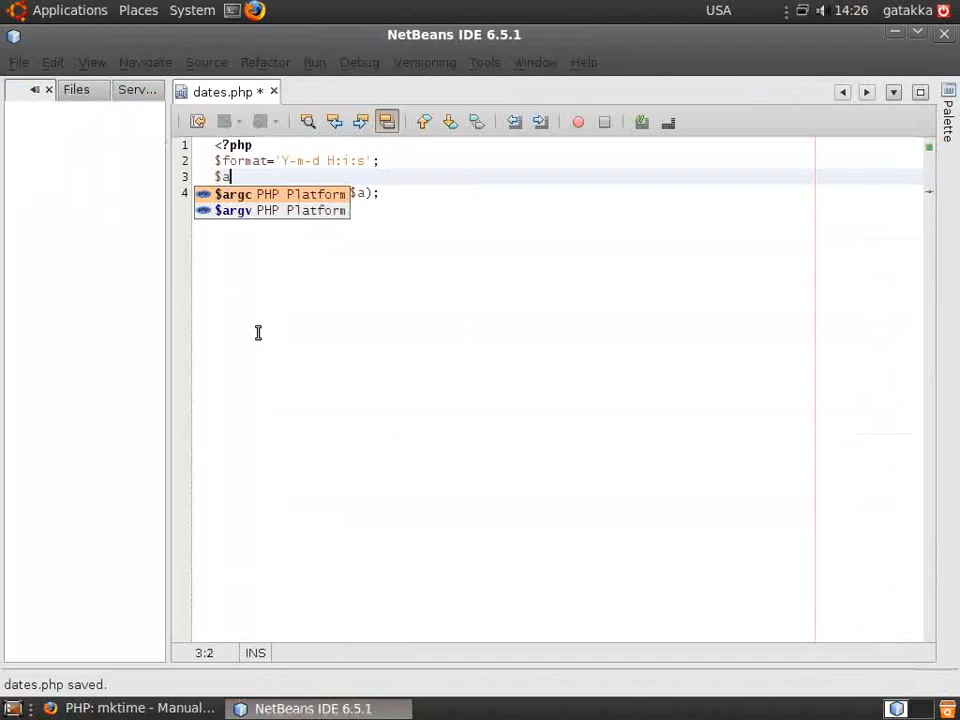 Applications Places System USA 14:26 gatakka
NetBeans IDE 6.5.1
File Edit View Navigate Source Refactor Run Debug Versioning Tools Window Help
Files Serv... dates.php * Palette
1 <?php
2 $format='Y-m-d H:i:s';
3 $a
4 $a);
$argc PHP Platform
$argv PHP Platform
3:2 INS
dates.php saved.
PHP: mktime - Manual... NetBeans IDE 6.5.1